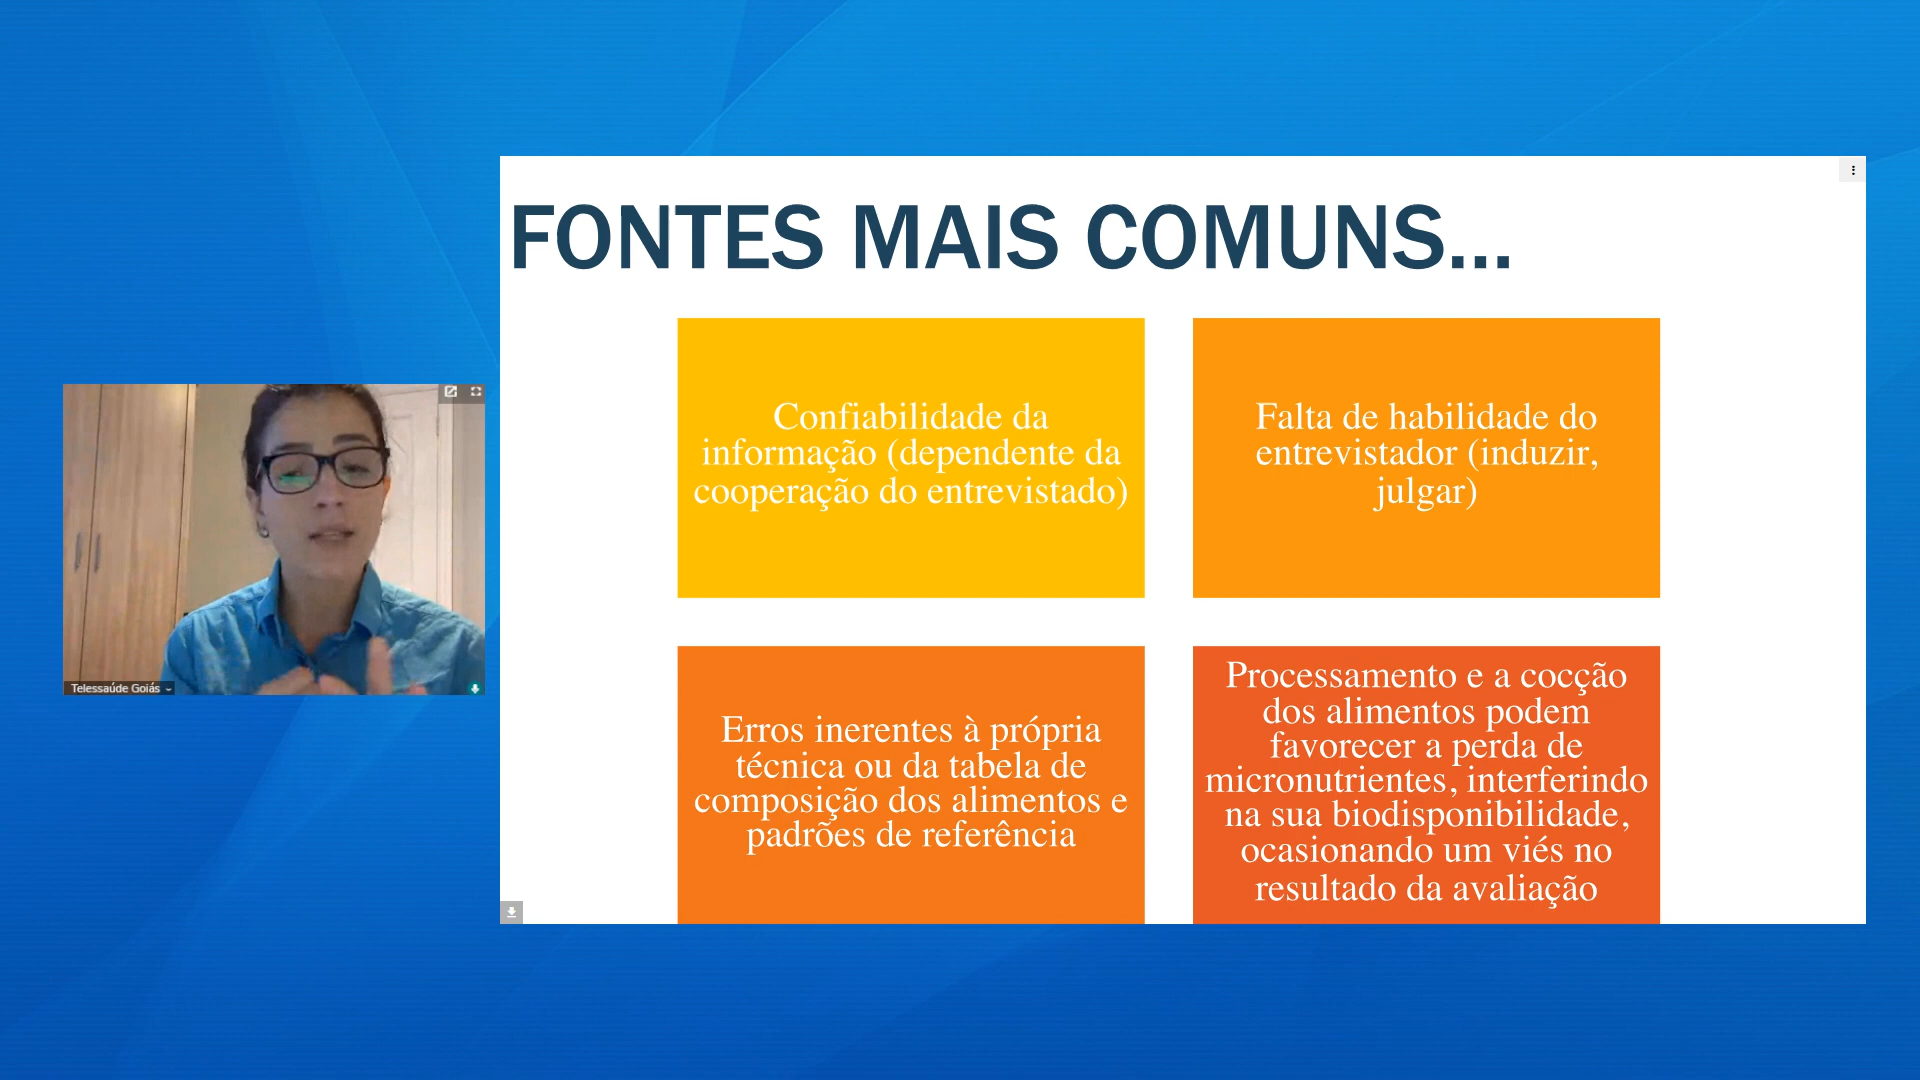 FONTES MAIS COMUNS...
Confiabilidade da
informação (dependente da
cooperação do entrevistado)
Falta de habilidade do
entrevistador (induzir,
julgar)
Erros inerentes à própria
técnica ou da tabela de
composição dos alimentos e
padrões de referência
Processamento e a cocção
dos alimentos podem
favorecer a perda de
micronutrientes, interferindo
na sua biodisponibilidade,
ocasionando um viés no
resultado da avaliação
Telessaúde Goiás